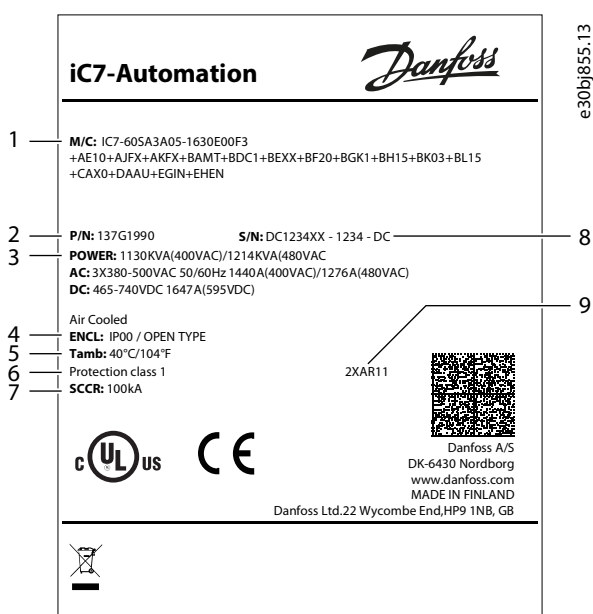 iC7-Automation
Danfoss
e30bj855.13
1
M/C: IC7-60SA3A05-1630E00F3
+AE10+AJFX+AKFX+BAMT+BDC1+BEXX+BF20+BGK1+BH15+BK03+BL15
+CAX0+DAAU+EGIN+EHEN
2
P/N: 137G1990 S/N: DC1234XX - 1234 - DC
8
3
POWER: 1130KVA(400VAC)/1214KVA(480VAC
AC: 3X380-500VAC 50/60Hz 1440A(400VAC)/1276A(480VAC)
DC: 465-740VDC 1647A(595VDC)
9
Air Cooled
4
ENCL: IP00 / OPEN TYPE
5
Tamb: 40°C/104°F
6
Protection class 1 2XAR11
7
SCCR: 100kA
C UL US CE
Danfoss A/S
DK-6430 Nordborg
www.danfoss.com
MADE IN FINLAND
Danfoss Ltd.22 Wycombe End,HP9 1NB, GB